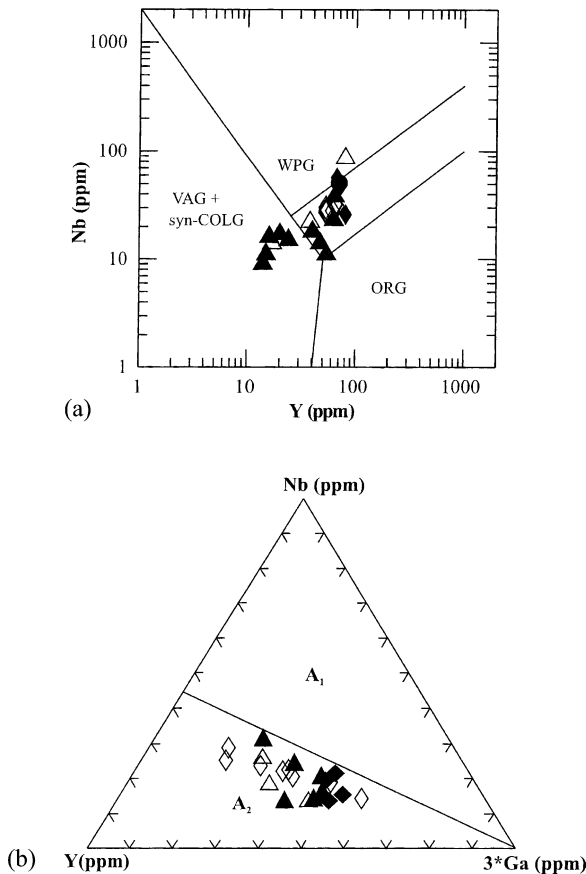 1000
100
WPG
VAG +
syn-COLG
Nb (ppm)
10
ORG
1
1 10 100 1000
(a) Y (ppm)
Nb (ppm)
A₁
A₂
(b) Y(ppm) 3*Ga (ppm)